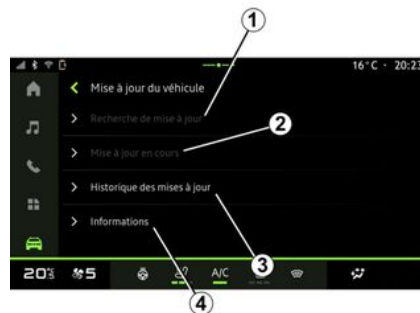 1
16°C · 20:23
Mise à jour du véhicule
Recherche de mise à jour
2
Mise à jour en cours
Historique des mises à jour
Informations
3
20
5
A/C
4